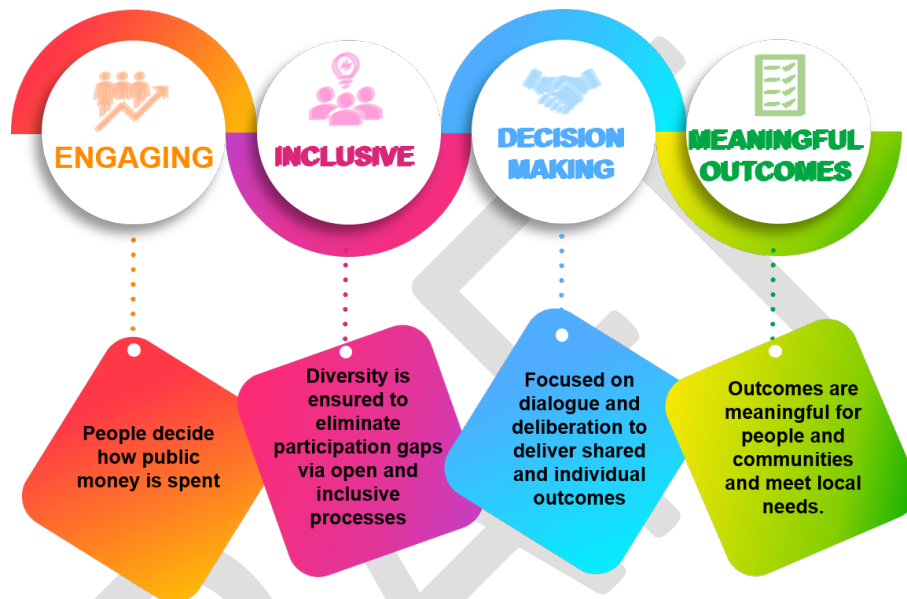 ENGAGING
INCLUSIVE
DECISION
MAKING
MEANINGFUL
OUTCOMES
People decide
how public
money is spent
Diversity is
ensured to
eliminate
participation gaps
via open and
inclusive
processes
Focused on
dialogue and
deliberation to
deliver shared
and individual
outcomes
Outcomes are
meaningful for
people and
communities
and meet local
needs.